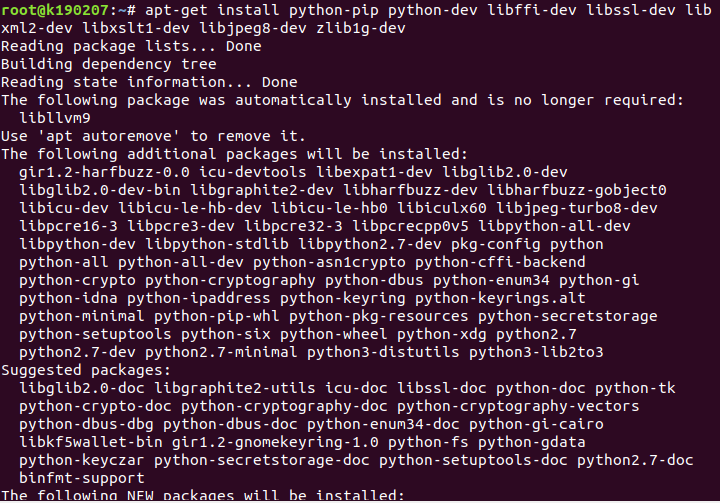 root@k190207:~# apt-get install python-pip python-dev libffi-dev libssl-dev lib
xml2-dev libxslt1-dev libjpeg8-dev zlib1g-dev
Reading package lists... Done
Building dependency tree
Reading state information... Done
The following package was automatically installed and is no longer required:
  libllvm9
Use 'apt autoremove' to remove it.
The following additional packages will be installed:
  gir1.2-harfbuzz-0.0 icu-devtools libexpat1-dev libglib2.0-dev
  libglib2.0-dev-bin libgraphite2-dev libharfbuzz-dev libharfbuzz-gobject0
  libicu-dev libicu-le-hb-dev libicu-le-hb0 libiculx60 libjpeg-turbo8-dev
  libpcre16-3 libpcre3-dev libpcre32-3 libpcrecpp0v5 libpython-all-dev
  libpython-dev libpython-stdlib libpython2.7-dev pkg-config python
  python-all python-all-dev python-asn1crypto python-cffi-backend
  python-crypto python-cryptography python-dbus python-enum34 python-gi
  python-idna python-ipaddress python-keyring python-keyrings.alt
  python-minimal python-pip-whl python-pkg-resources python-secretstorage
  python-setuptools python-six python-wheel python-xdg python2.7
  python2.7-dev python2.7-minimal python3-distutils python3-lib2to3
Suggested packages:
  libglib2.0-doc libgraphite2-utils icu-doc libssl-doc python-doc python-tk
  python-crypto-doc python-cryptography-doc python-cryptography-vectors
  python-dbus-dbg python-dbus-doc python-enum34-doc python-gi-cairo
  libkf5wallet-bin gir1.2-gnomekeyring-1.0 python-fs python-gdata
  python-keyczar python-secretstorage-doc python-setuptools-doc python2.7-doc
  binfmt-support
The following NEW packages will be installed: